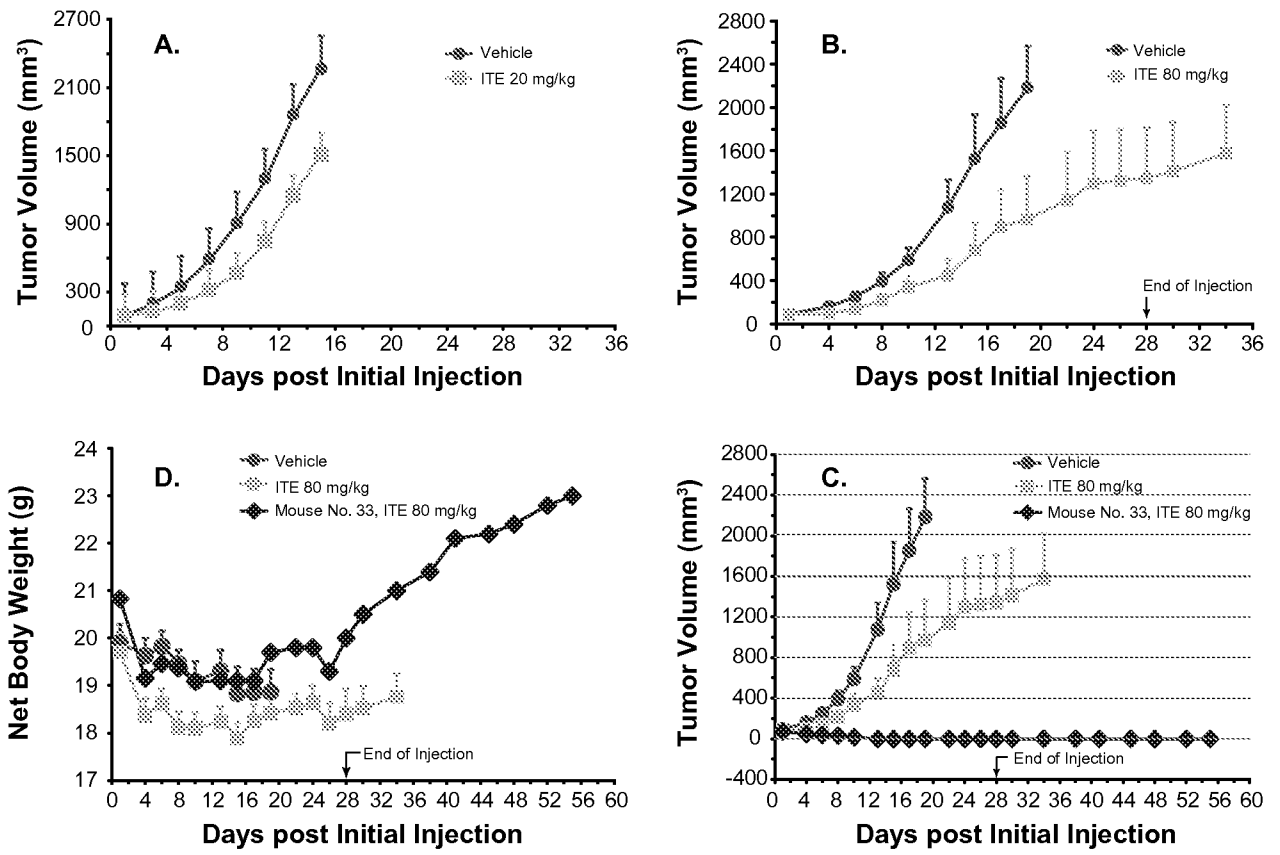 A.
Tumor Volume (mm³)
2700
2100
1500
900
300
0
Vehicle
ITE 20 mg/kg
0 4 8 12 16 20 24 28 32 36
Days post Initial Injection
B.
Tumor Volume (mm³)
2800
2400
2000
1600
1200
800
400
0
Vehicle
ITE 80 mg/kg
End of Injection
0 4 8 12 16 20 24 28 32 36
Days post Initial Injection
D.
Net Body Weight (g)
24
23
22
21
20
19
18
17
Vehicle
ITE 80 mg/kg
Mouse No. 33, ITE 80 mg/kg
End of Injection
0 4 8 12 16 20 24 28 32 36 40 44 48 52 56 60
Days post Initial Injection
C.
Tumor Volume (mm³)
2800
2400
2000
1600
1200
800
400
0
-400
Vehicle
ITE 80 mg/kg
Mouse No. 33, ITE 80 mg/kg
End of Injection
0 4 8 12 16 20 24 28 32 36 40 44 48 52 56 60
Days post Initial Injection